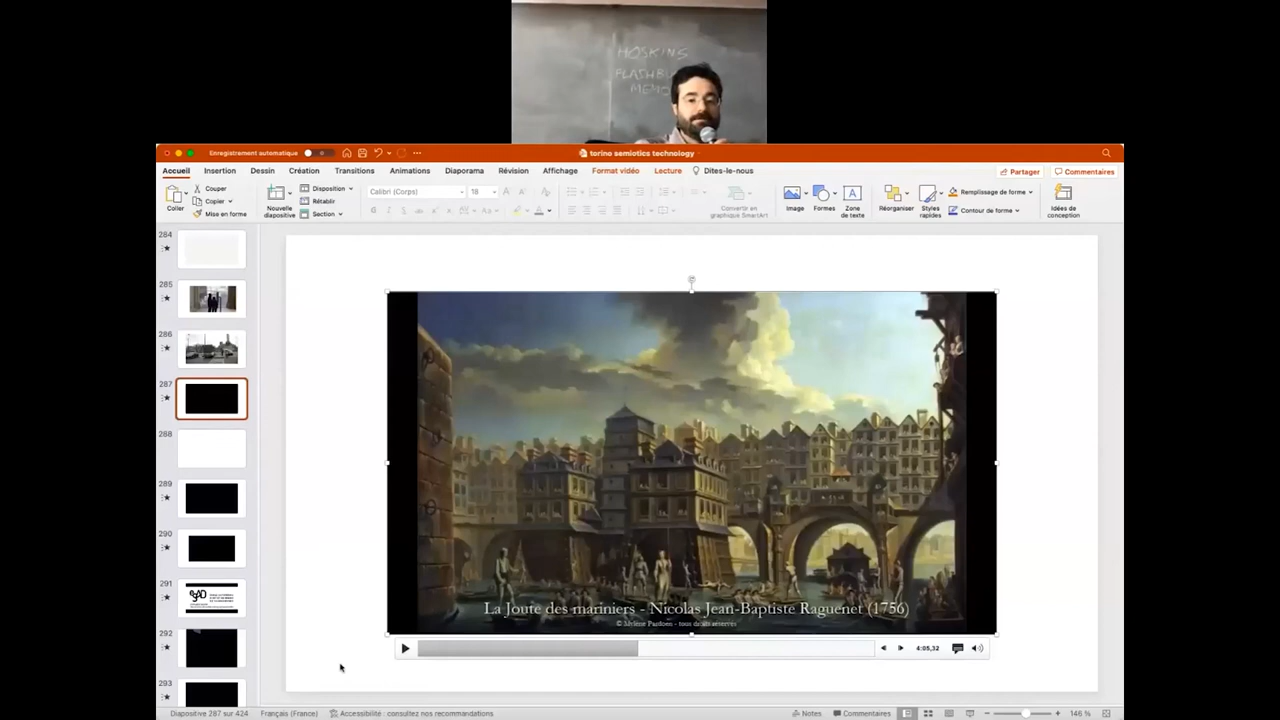 HOSKINS
FLASHBU
MEMO
Enregistrement automatique
torino semiotics technology
Accueil Insertion Dessin Création Transitions Animations Diaporama Révision Affichage Format vidéo Lecture Dites-le-nous Partager Commentaires
Coller
Couper
Copier
Mise en forme
Nouvelle diapositive
Disposition
Rétablir
Section
Calibri (Corps) 18
Convertir en graphique SmartArt
Image
Formes
Zone de texte
Réorganiser
Styles rapides
Remplissage de forme
Contour de forme
Idées de conception
284
285
286
287
288
289
290
291
292
293
La Joute des mariniers - Nicolas Jean-Baptiste Raguenet (1756)
© Mylène Pardoen - tous droits réservés
4:05,32
Diapositive 287 sur 424 Français (France) Accessibilité : consultez nos recommandations Notes Commentaires 146 %